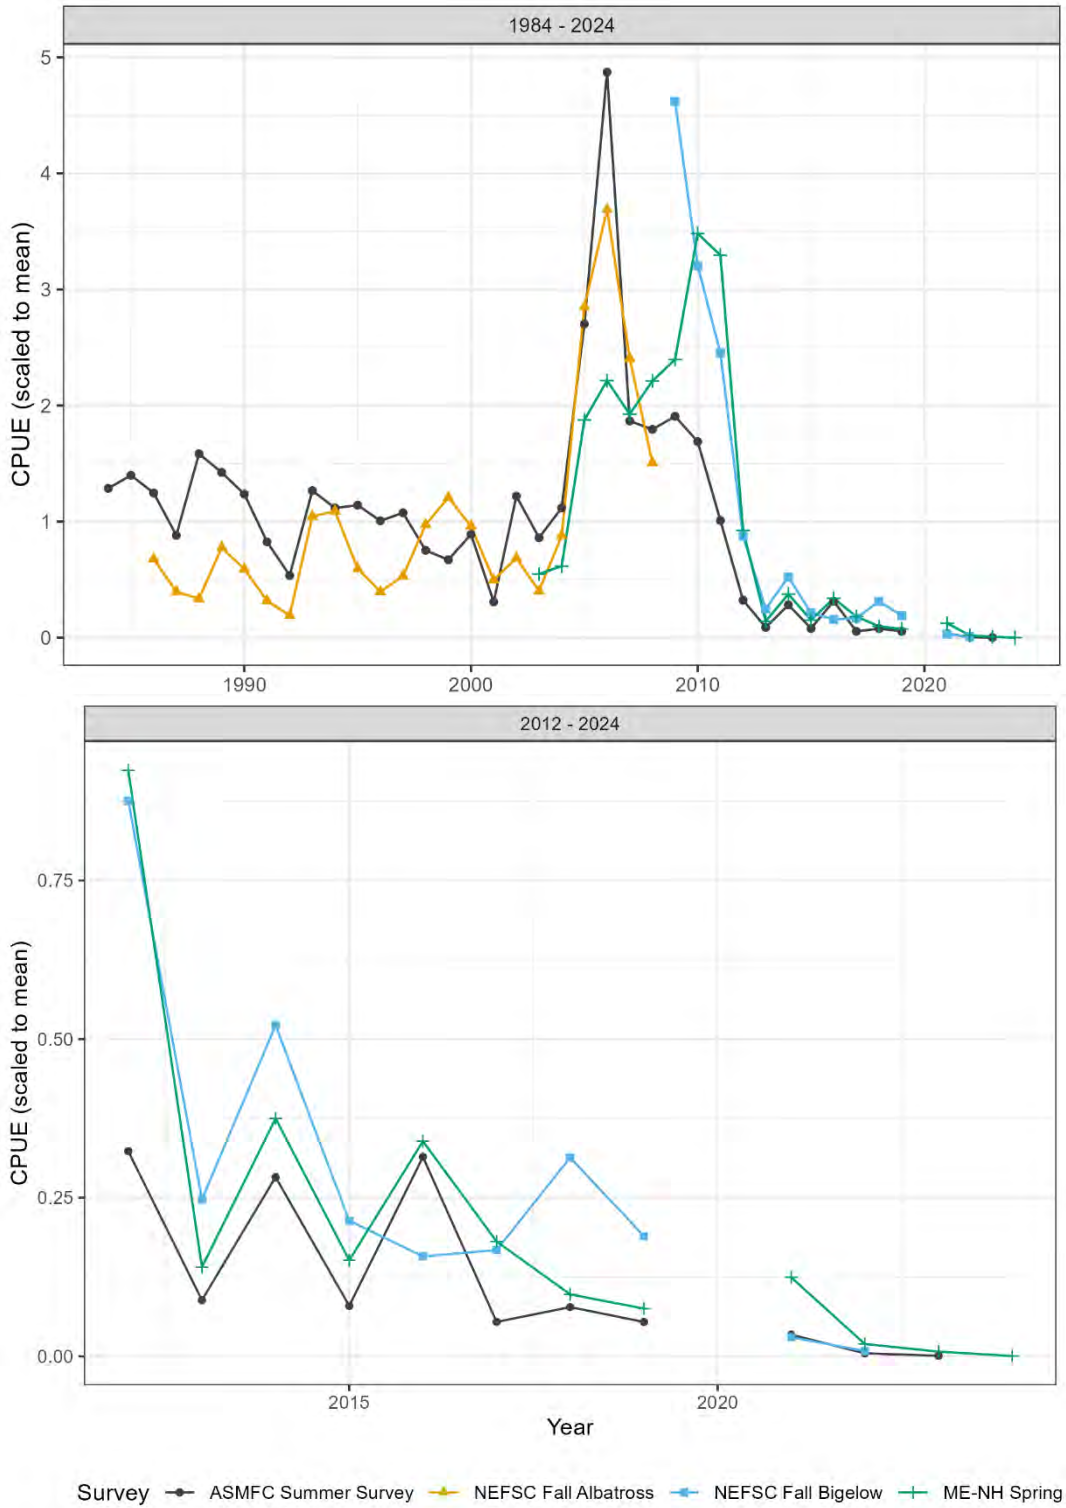 1984 - 2024
CPUE (scaled to mean)
5
4
3
2
1
0
1990 2000 2010 2020
2012 - 2024
CPUE (scaled to mean)
0.75
0.50
0.25
0.00
2015 2020
Year
Survey ASMFC Summer Survey NEFSC Fall Albatross NEFSC Fall Bigelow ME-NH Spring